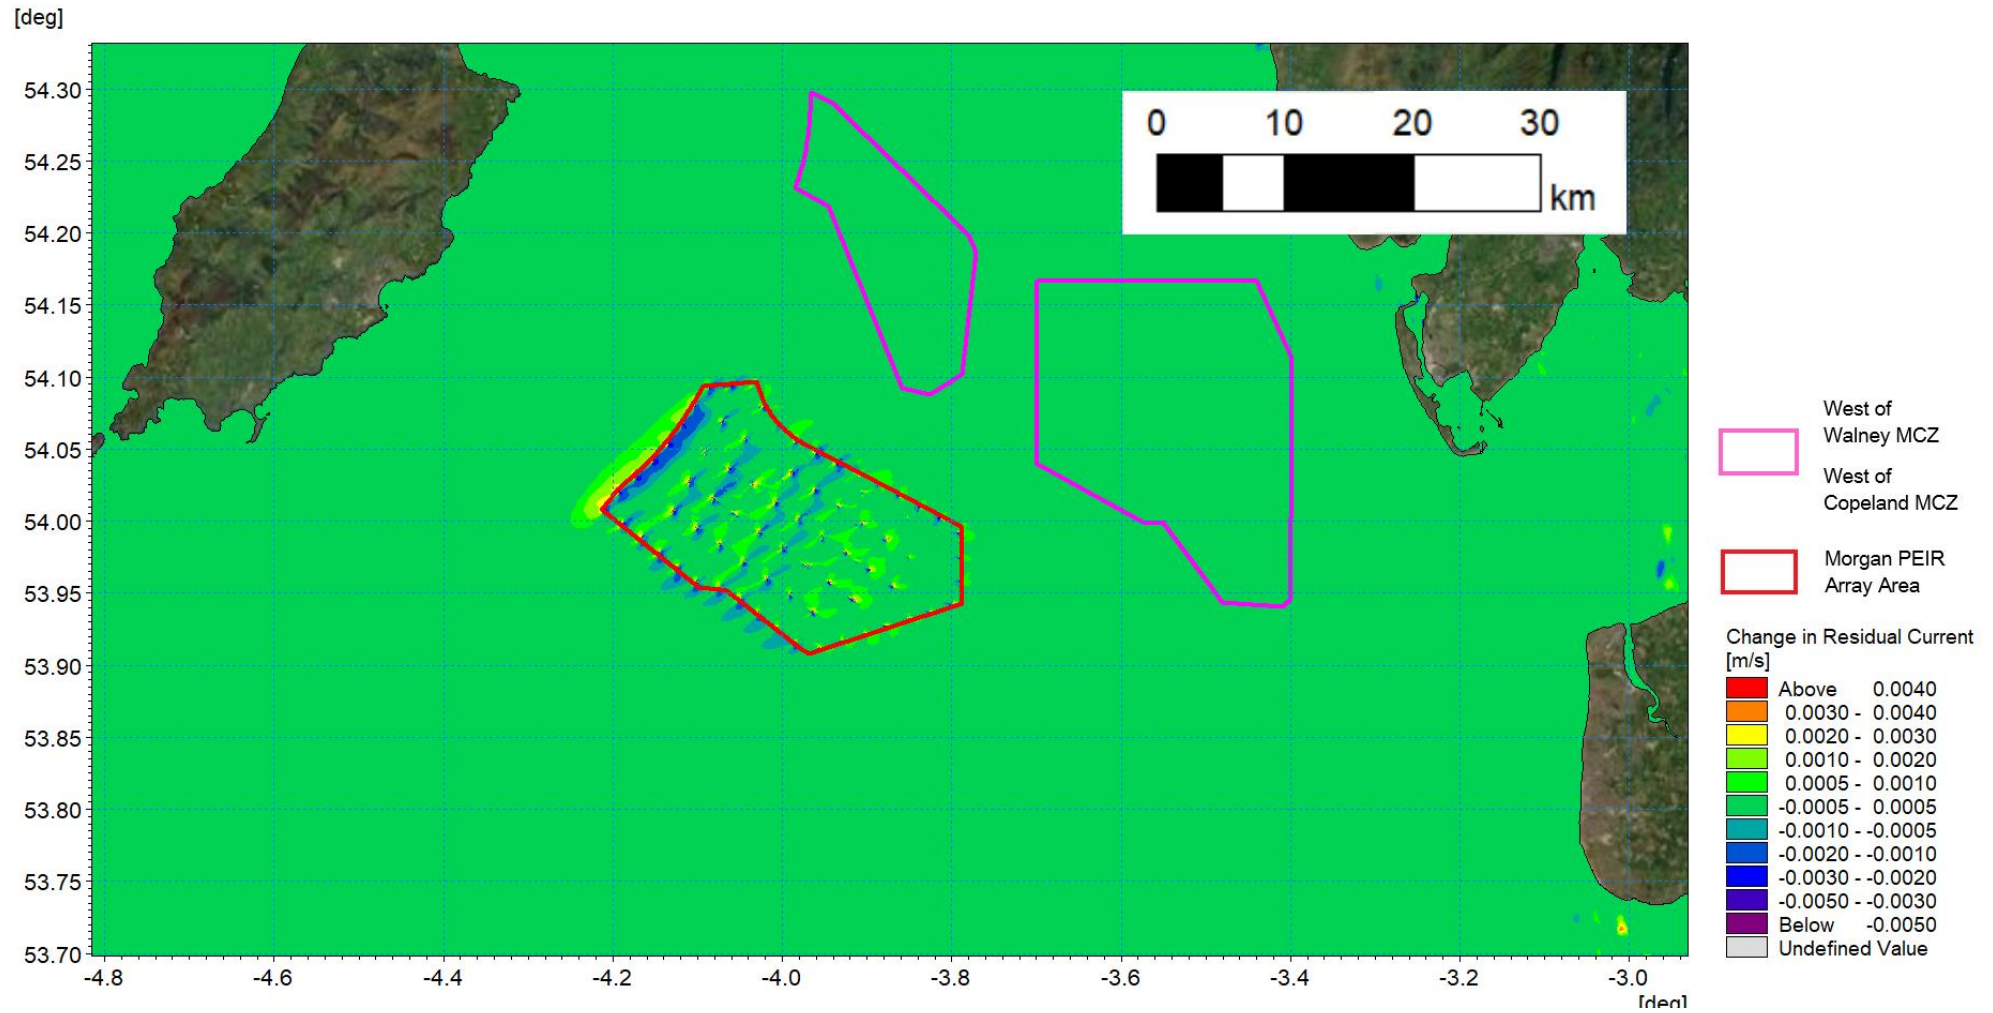 [deg]
54.30
54.25
54.20
54.15
54.10
54.05
54.00
53.95
53.90
53.85
53.80
53.75
53.70
-4.8 -4.6 -4.4 -4.2 -4.0 -3.8 -3.6 -3.4 -3.2 -3.0
[deg]
0 10 20 30
km
West of
Walney MCZ
West of
Copeland MCZ
Morgan PEIR
Array Area
Change in Residual Current
[m/s]
Above 0.0040
0.0030 - 0.0040
0.0020 - 0.0030
0.0010 - 0.0020
0.0005 - 0.0010
-0.0005 - 0.0005
-0.0010 - -0.0005
-0.0020 - -0.0010
-0.0030 - -0.0020
-0.0050 - -0.0030
Below -0.0050
Undefined Value